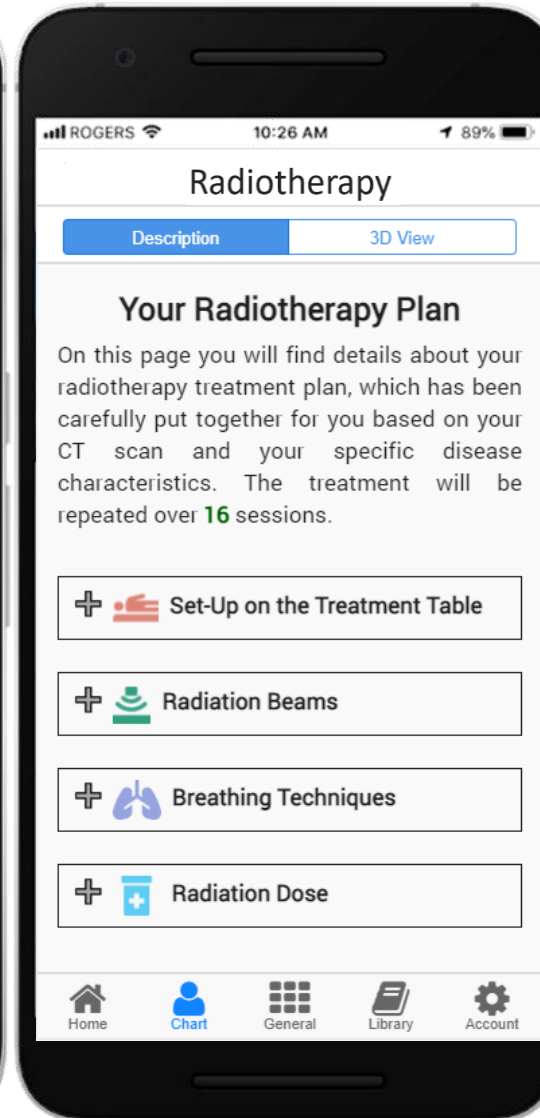 ROGERS 10:26 AM 89%
Radiotherapy
Description 3D View
Your Radiotherapy Plan
On this page you will find details about your
radiotherapy treatment plan, which has been
carefully put together for you based on your
CT scan and your specific disease
characteristics. The treatment will be
repeated over 16 sessions.
Set-Up on the Treatment Table
Radiation Beams
Breathing Techniques
Radiation Dose
Home Chart General Library Account